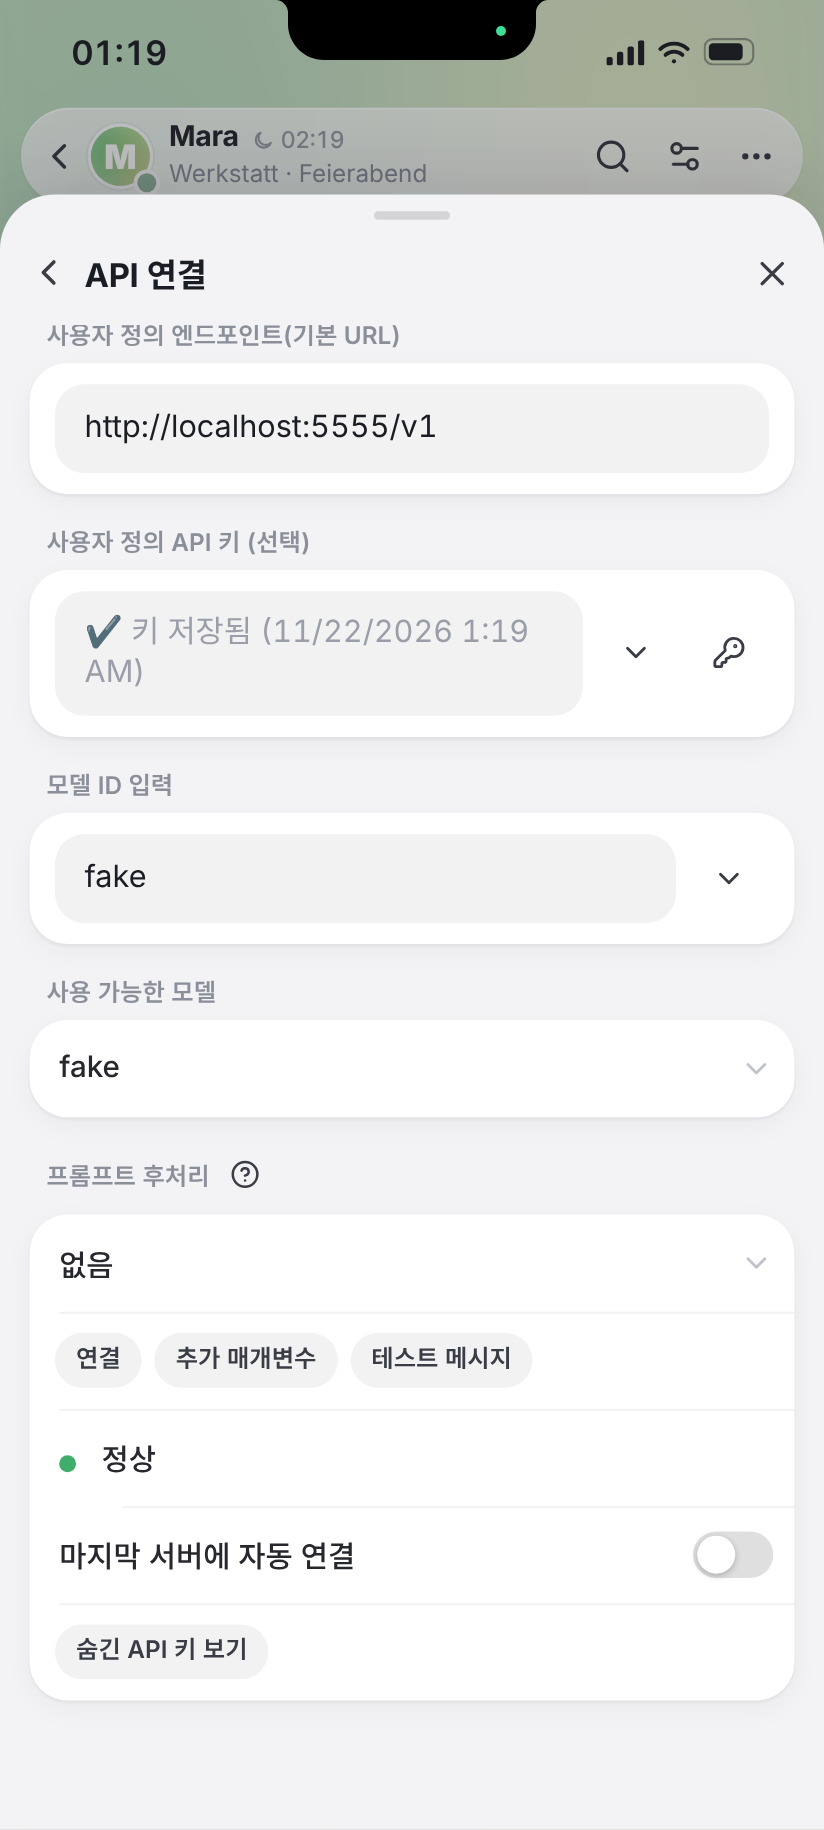 01:19
M
Mara 02:19
Werkstatt · Feierabend
API 연결
사용자 정의 엔드포인트(기본 URL)
http://localhost:5555/v1
사용자 정의 API 키 (선택)
✔ 키 저장됨 (11/22/2026 1:19
AM)
모델 ID 입력
fake
사용 가능한 모델
fake
프롬프트 후처리 ?
없음
연결 추가 매개변수 테스트 메시지
정상
마지막 서버에 자동 연결
숨긴 API 키 보기